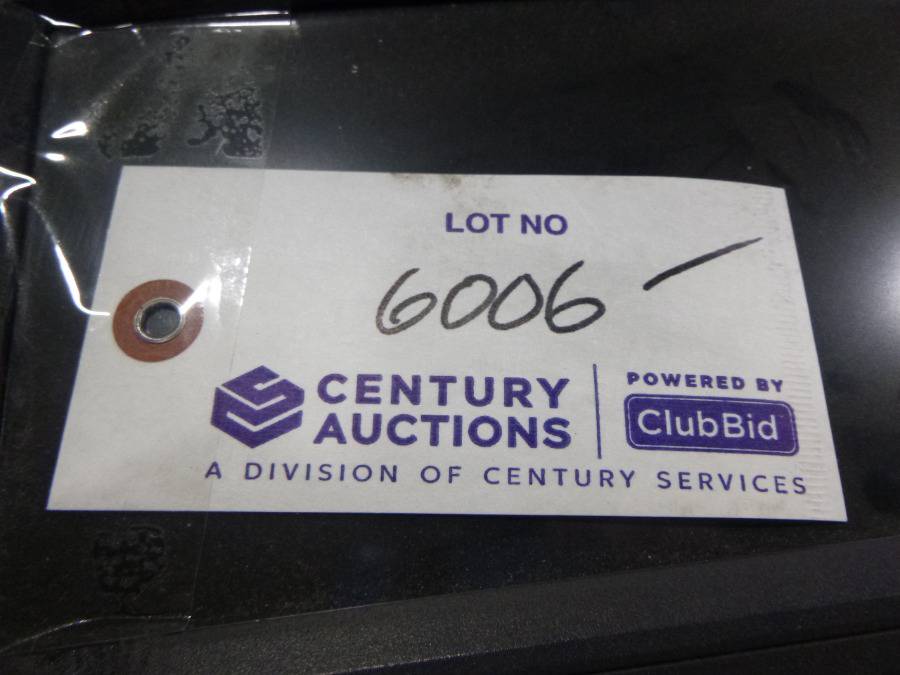 LOT NO
6006 —
CENTURY
AUCTIONS
POWERED BY
ClubBid
A DIVISION OF CENTURY SERVICES